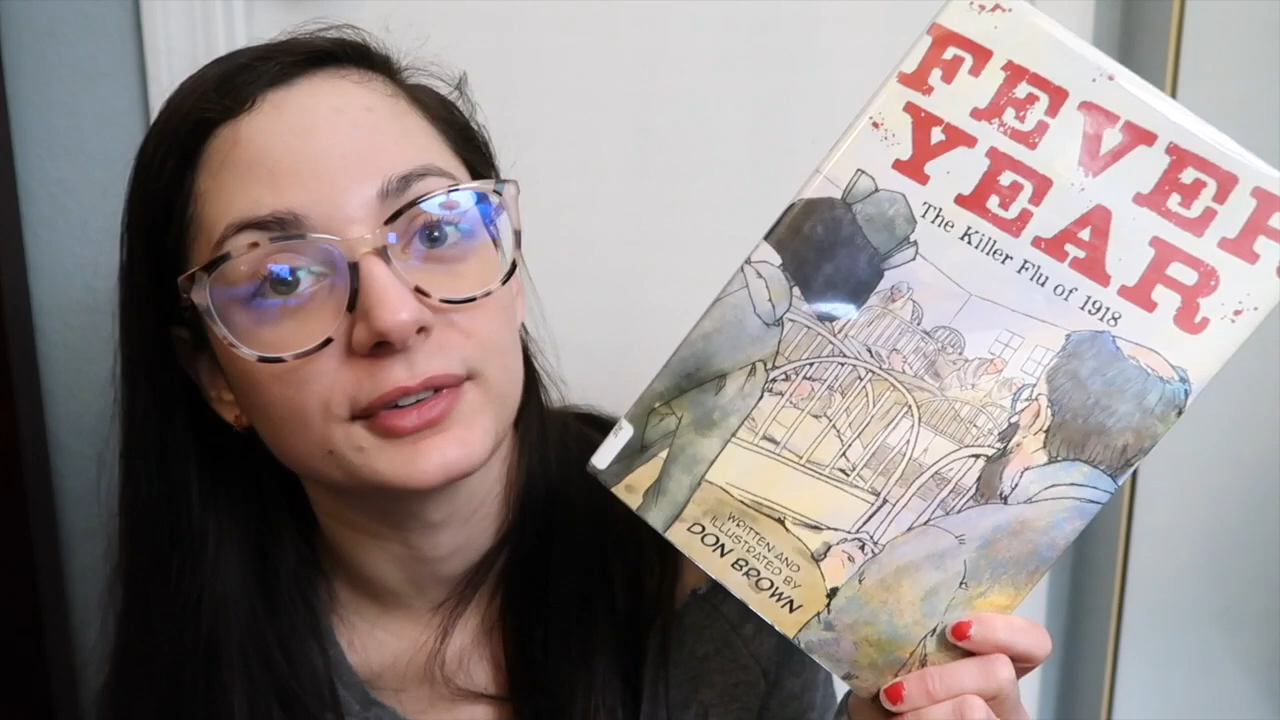 FEVER
YEAR
The Killer Flu of 1918
WRITTEN AND
ILLUSTRATED BY
DON BROWN